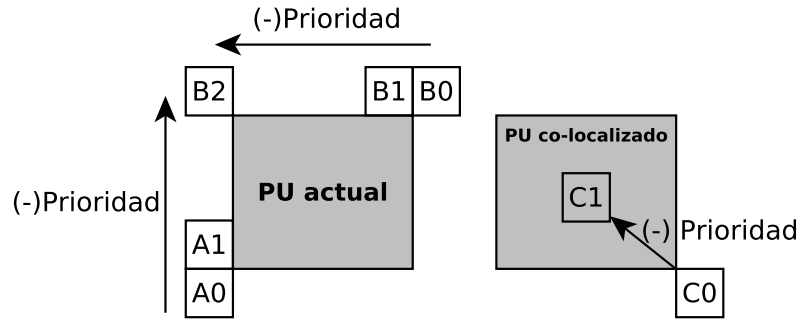 (-)Prioridad
B2
B1
B0
PU actual
(-)Prioridad
A1
A0
PU co-localizado
C1
(-) Prioridad
C0